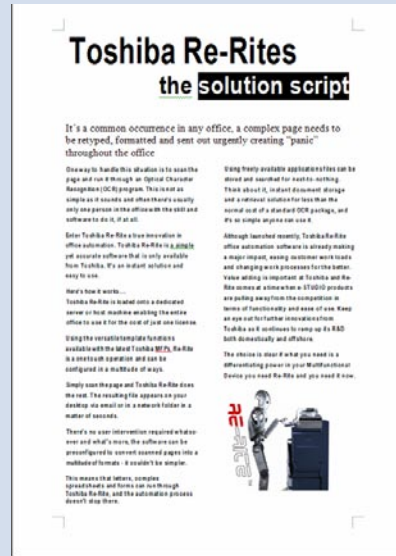 Toshiba Re-Rites
the solution script
It's a common occurrence in any office, a complex page needs to
be retyped, formatted and sent out urgently creating "panic"
throughout the office
One way to handle this situation is to scan the
page and run it through an Optical Character
Recognition (OCR) program. This is not as
simple as it sounds and often there's usually
only one person in the office with the skill and
software to do it, if at all.
Enter Toshiba Re-Rite a true innovation in
office automation. Toshiba Re-Rite is a simple
yet accurate software that is only available
from Toshiba. It's an instant solution and
easy to use.
Here's how it works...
Toshiba Re-Rite is loaded onto a dedicated
server or host machine enabling the entire
office to use it for the cost of just one license.
Using the versatile template functions
available with the latest Toshiba MFPs, Re-Rite
is a one touch operation and can be
configured in a multitude of ways.
Simply scan the page and Toshiba Re-Rite does
the rest. The resulting file appears on your
desktop via email or in a network folder in a
matter of seconds.
There's no user intervention required whatso-
ever and what's more, the software can be
preconfigured to convert scanned pages into a
multitude of formats - it couldn't be simpler.
This means that letters, complex
spreadsheets and forms can run through
Toshiba Re-Rite, and the automation process
doesn't stop there.
Using freely available applications files can be
stored and searched for next-to-nothing.
Think about it, instant document storage
and a retrieval solution for less than the
normal cost of a standard OCR package, and
it's so simple anyone can use it.
Although launched recently, Toshiba Re-Rite
office automation software is already making
a major impact, easing customer work loads
and changing work processes for the better.
Value adding is important at Toshiba and Re-
Rite comes at a time when e-STUDIO products
are pulling away from the competition in
terms of functionality and ease of use. Keep
an eye out for further innovations from
Toshiba as it continues to ramp up its R&D
both domestically and offshore.
The choice is clear if what you need is a
differentiating power in your Multifunctional
Device you need Re-Rite and you need it now.
RE-RITE